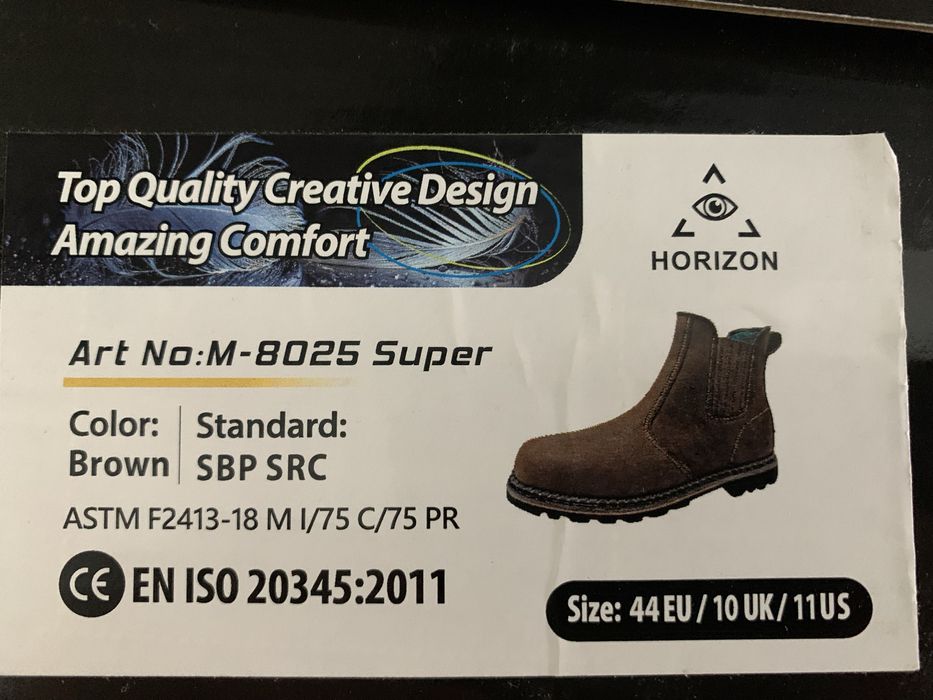 Top Quality Creative Design
Amazing Comfort
HORIZON
Art No:M-8025 Super
Color:
Brown
Standard:
SBP SRC
ASTM F2413-18 M I/75 C/75 PR
CE EN ISO 20345:2011
Size: 44 EU / 10 UK / 11 US